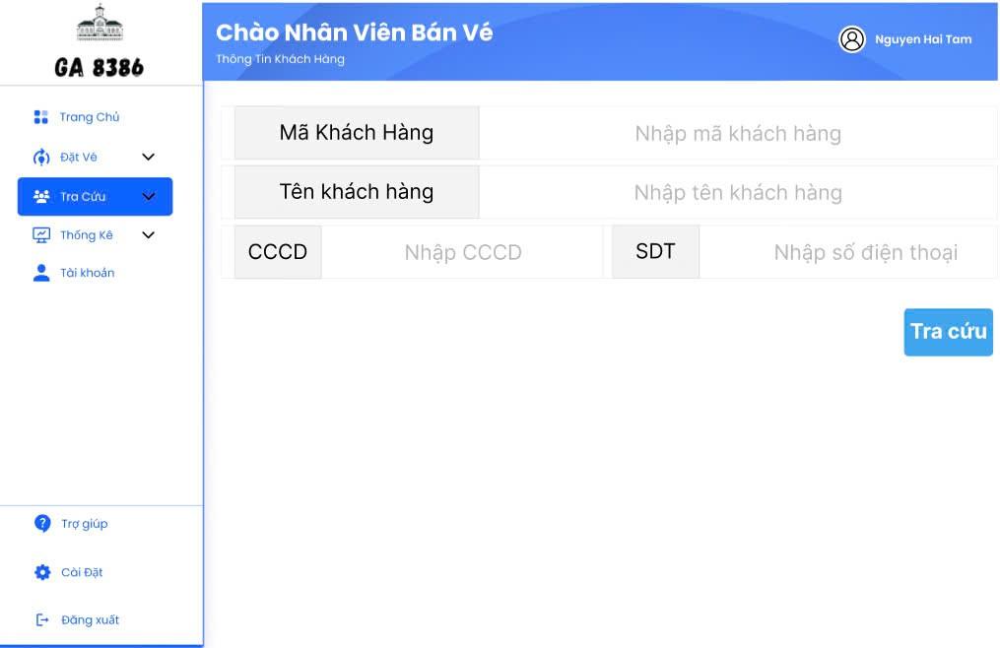 GA 8386
Trang Chủ
Đặt Vé
Tra Cứu
Thống Kê
Tài khoản
Trợ giúp
Cài Đặt
Đăng xuất
Chào Nhân Viên Bán Vé
Thông Tin Khách Hàng
Nguyen Hai Tam
Mã Khách Hàng Nhập mã khách hàng
Tên khách hàng Nhập tên khách hàng
CCCD Nhập CCCD SDT Nhập số điện thoại
Tra cứu